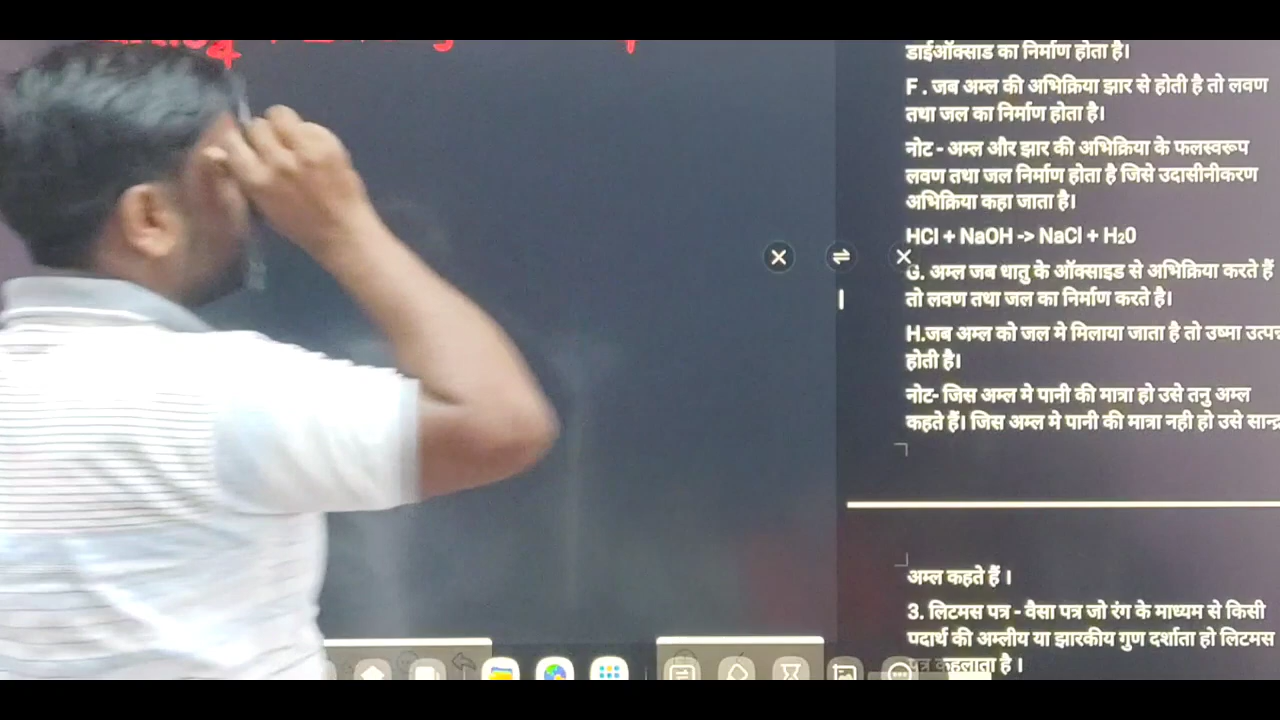 डाईऑक्साड का निर्माण होता है।
F . जब अम्ल की अभिक्रिया झार से होती है तो लवण
तथा जल का निर्माण होता है।
नोट - अम्ल और झार की अभिक्रिया के फलस्वरूप
लवण तथा जल निर्माण होता है जिसे उदासीनीकरण
अभिक्रिया कहा जाता है।
HCl + NaOH -> NaCl + H₂0
G. अम्ल जब धातु के ऑक्साइड से अभिक्रिया करते हैं
तो लवण तथा जल का निर्माण करते है।
H.जब अम्ल को जल मे मिलाया जाता है तो उष्मा
होती है।
नोट- जिस अम्ल मे पानी की मात्रा हो उसे तनु अम्ल
कहते हैं। जिस अम्ल मे पानी की मात्रा नही हो उसे
अम्ल कहते हैं ।
3. लिटमस पत्र - वैसा पत्र जो रंग के माध्यम से किसी
पदार्थ की अम्लीय या झारकीय गुण दर्शाता हो लिटमस
पत्र कहलाता है ।